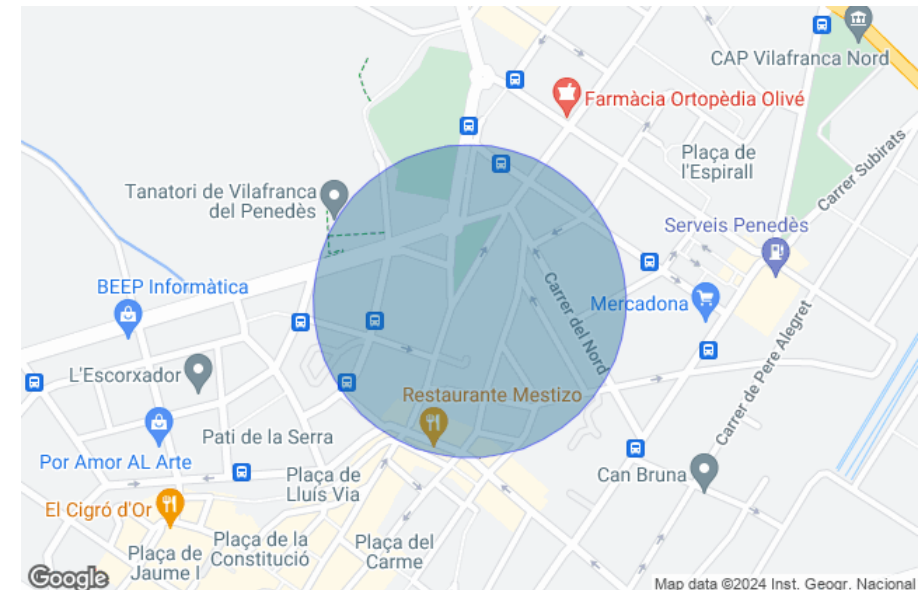 CAP Vilafranca Nord
Farmàcia Ortopèdia Olivé
Plaça de
l'Espirall
Carrer Subirats
Tanatori de Vilafranca
del Penedès
Serveis Penedès
BEEP Informàtica
Mercadona
Carrer del Nord
L'Escorxador
Restaurante Mestizo
Carrer de Pere Alegret
Pati de la Serra
Por Amor AL Arte
Plaça de
Lluís Via
Can Bruna
El Cigró d'Or
Plaça de la
Constitució
Plaça del
Carme
Plaça de
Jaume I
Google
Map data ©2024 Inst. Geogr. Nacional